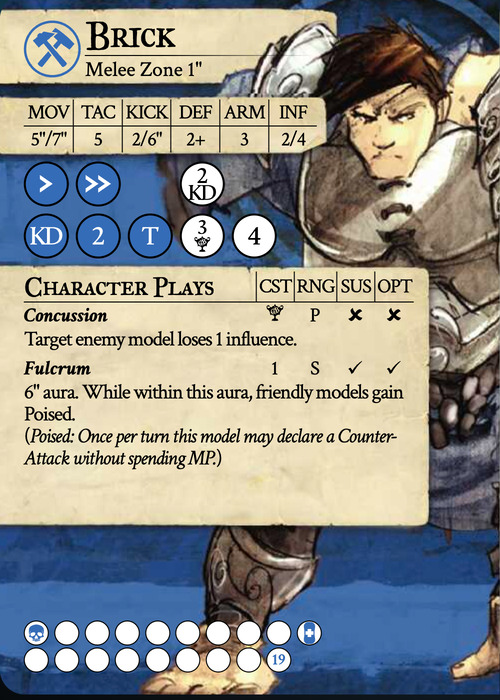 Brick
Melee Zone 1"
MOV TAC KICK DEF ARM INF
5"/7" 5 2/6" 2+ 3 2/4
> >> 2 KD
KD 2 T 3 4
Character Plays CST RNG SUS OPT
Concussion P ✘ ✘
Target enemy model loses 1 influence.
Fulcrum 1 S ✓ ✓
6" aura. While within this aura, friendly models gain
Poised.
(Poised: Once per turn this model may declare a Counter-
Attack without spending MP.)
19